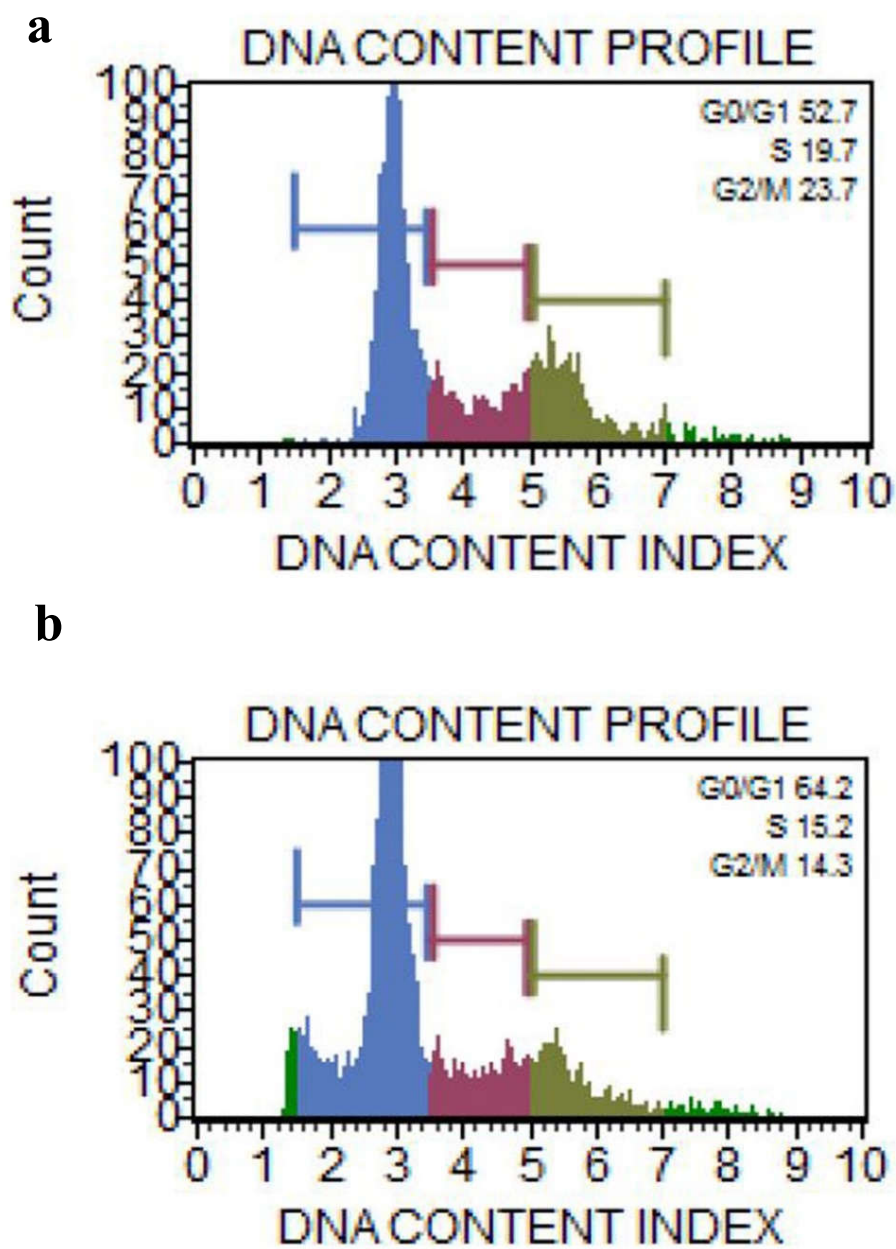 a
DNA CONTENT PROFILE
G0/G1 52.7
S 19.7
G2/M 23.7
100
90
80
70
60
50
40
30
20
10
0
Count
0 1 2 3 4 5 6 7 8 9 10
DNA CONTENT INDEX
b
DNA CONTENT PROFILE
G0/G1 64.2
S 15.2
G2/M 14.3
100
90
80
70
60
50
40
30
20
10
0
Count
0 1 2 3 4 5 6 7 8 9 10
DNA CONTENT INDEX